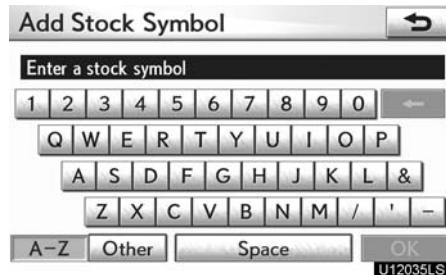 Add Stock Symbol
Enter a stock symbol
1 2 3 4 5 6 7 8 9 0
Q W E R T Y U I O P
A S D F G H J K L &
Z X C V B N M / ' -
A-Z Other Space OK
U12035LS